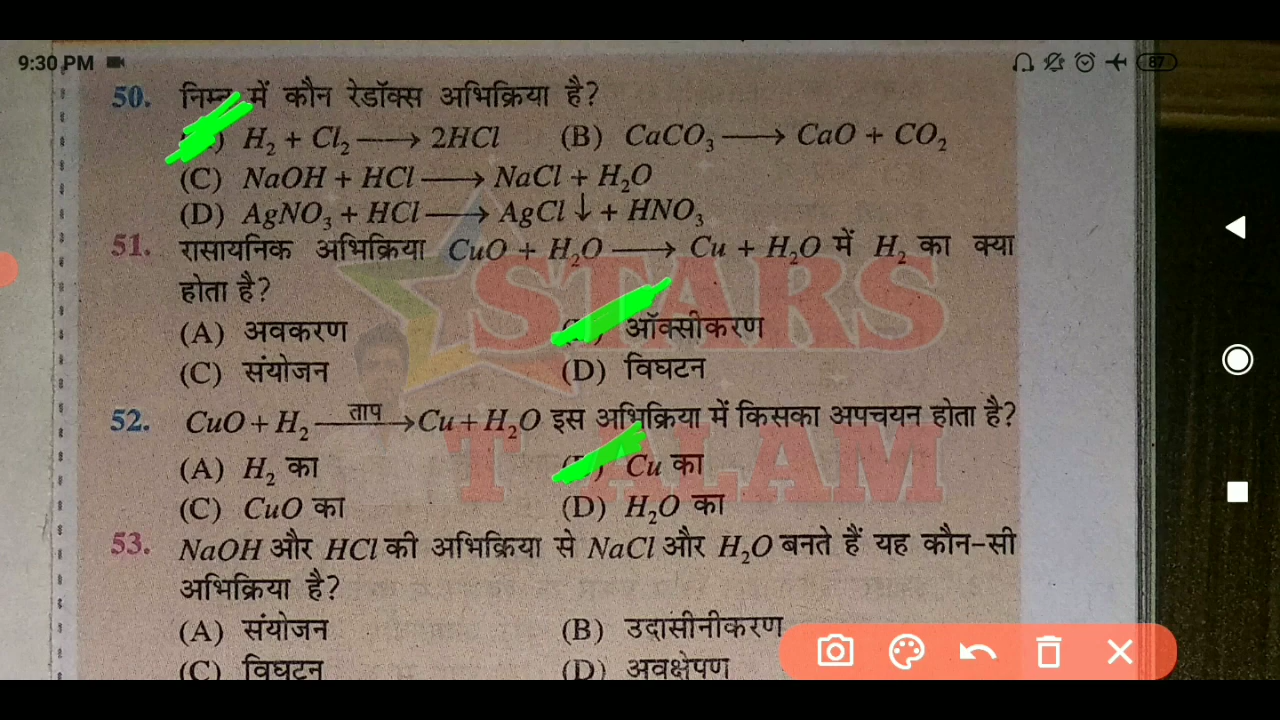 9:30 PM
87
50. निम्न में कौन रेडॉक्स अभिक्रिया है?
H₂ + Cl₂ ⟶ 2HCl (B) CaCO₃ ⟶ CaO + CO₂
(C) NaOH + HCl ⟶ NaCl + H₂O
(D) AgNO₃ + HCl ⟶ AgCl ↓ + HNO₃
51. रासायनिक अभिक्रिया CuO + H₂O ⟶ Cu + H₂O में H₂ का क्या
होता है?
(A) अवकरण ऑक्सीकरण
(C) संयोजन (D) विघटन
52. CuO + H₂ ताप⟶ Cu + H₂O इस अभिक्रिया में किसका अपचयन होता है?
(A) H₂ का Cu का
(C) CuO का (D) H₂O का
53. NaOH और HCl की अभिक्रिया से NaCl और H₂O बनते हैं यह कौन-सी
अभिक्रिया है?
(A) संयोजन (B) उदासीनीकरण
(C) विघटन (D) अवक्षेपण
STARS
T ALAM